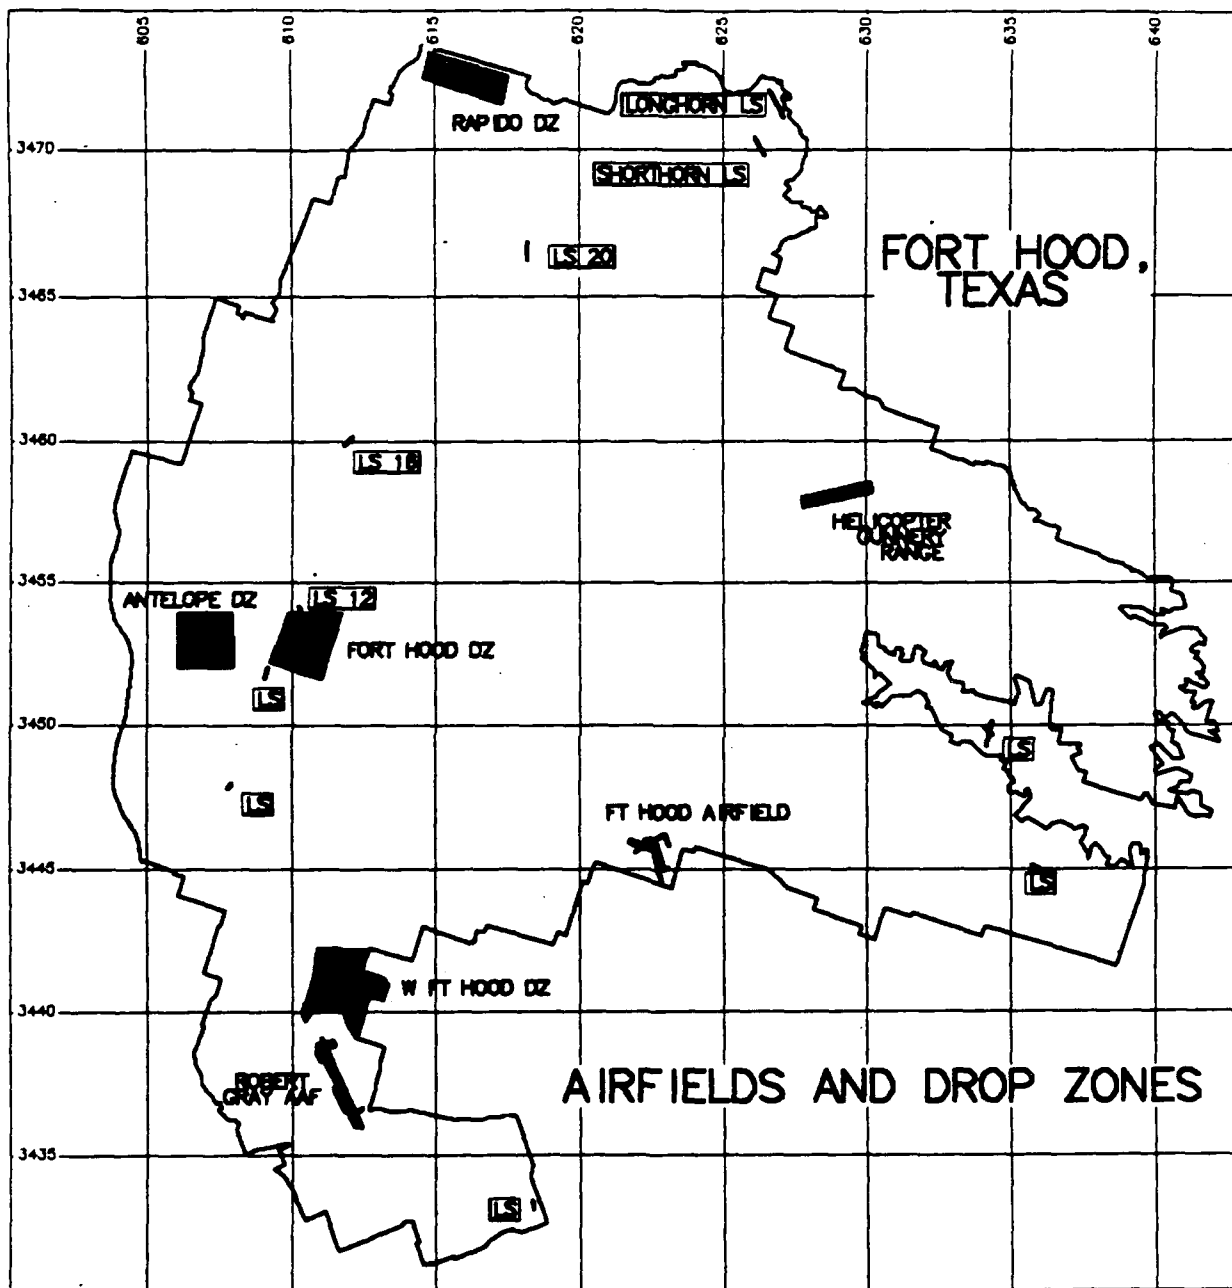 605 610 615 620 625 630 635 640
RAPIDO DZ
LONGHORN LS
3470
SHORTHORN LS
LS 20
FORT HOOD,
TEXAS
3465
3460
LS 18
HELICOPTER
GUNNERY
RANGE
3455
ANTELOPE DZ
LS 12
FORT HOOD DZ
LS
3450
LS
LS
FT HOOD AIRFIELD
3445
LS
W FT HOOD DZ
3440
ROBERT
GRAY AAF
AIRFIELDS AND DROP ZONES
3435
LS